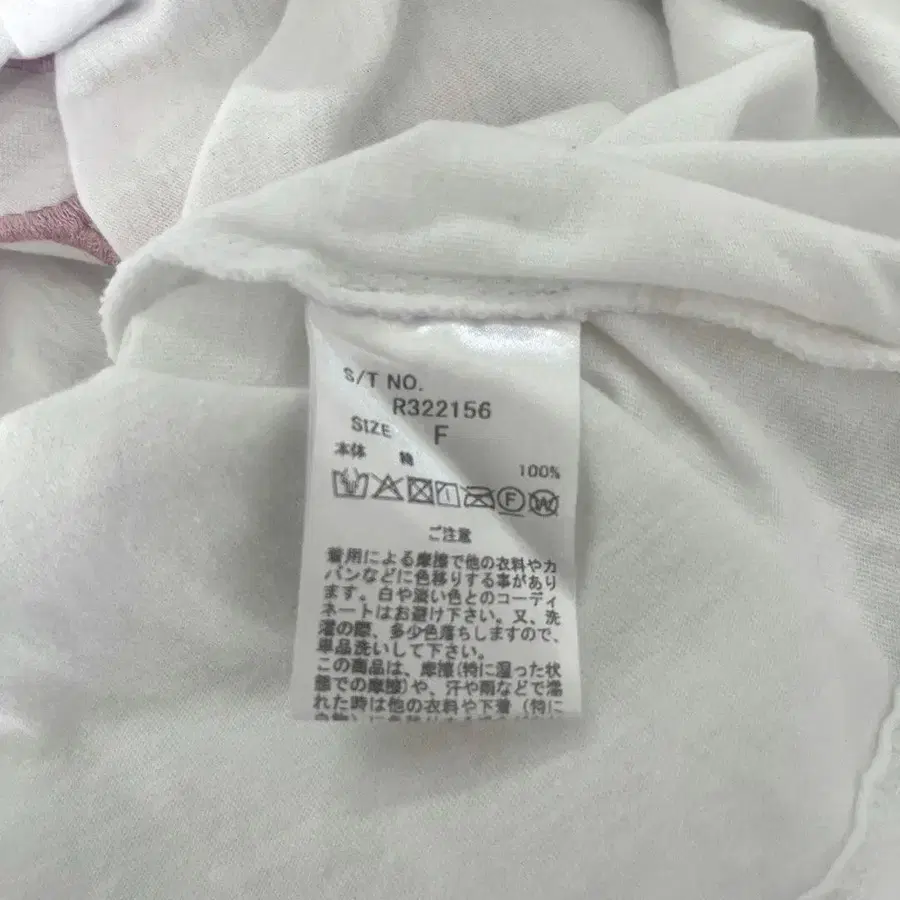 S/T NO.
R322156
SIZE F
本体 綿 100%
F W
ご注意
着用による摩擦で他の衣料やカ
バンなどに色移りする事があり
ます。白や淡い色とのコーディ
ネートはお避け下さい。又、洗
濯の際、多少色落ちしますので、
単品洗いして下さい。
この商品は、摩擦(特に湿った状
態での摩擦)や、汗や雨などで濡
れた時は他の衣料や下着(特に